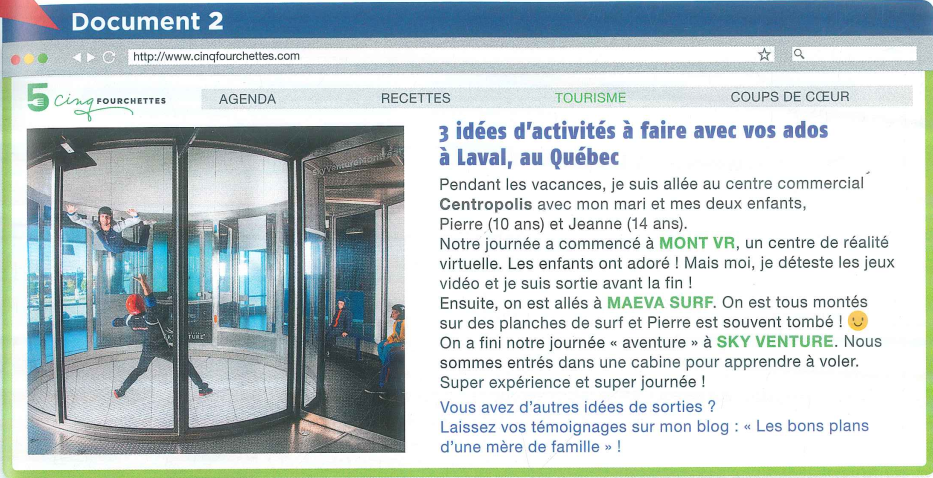 Document 2
http://www.cinqfourchettes.com
5 Cinq FOURCHETTES
AGENDA RECETTES TOURISME COUPS DE CŒUR
3 idées d'activités à faire avec vos ados
à Laval, au Québec
Pendant les vacances, je suis allée au centre commercial
Centropolis avec mon mari et mes deux enfants,
Pierre (10 ans) et Jeanne (14 ans).
Notre journée a commencé à MONT VR, un centre de réalité
virtuelle. Les enfants ont adoré ! Mais moi, je déteste les jeux
vidéo et je suis sortie avant la fin !
Ensuite, on est allés à MAEVA SURF. On est tous montés
sur des planches de surf et Pierre est souvent tombé !
On a fini notre journée « aventure » à SKY VENTURE. Nous
sommes entrés dans une cabine pour apprendre à voler.
Super expérience et super journée !
Vous avez d'autres idées de sorties ?
Laissez vos témoignages sur mon blog : « Les bons plans
d'une mère de famille » !